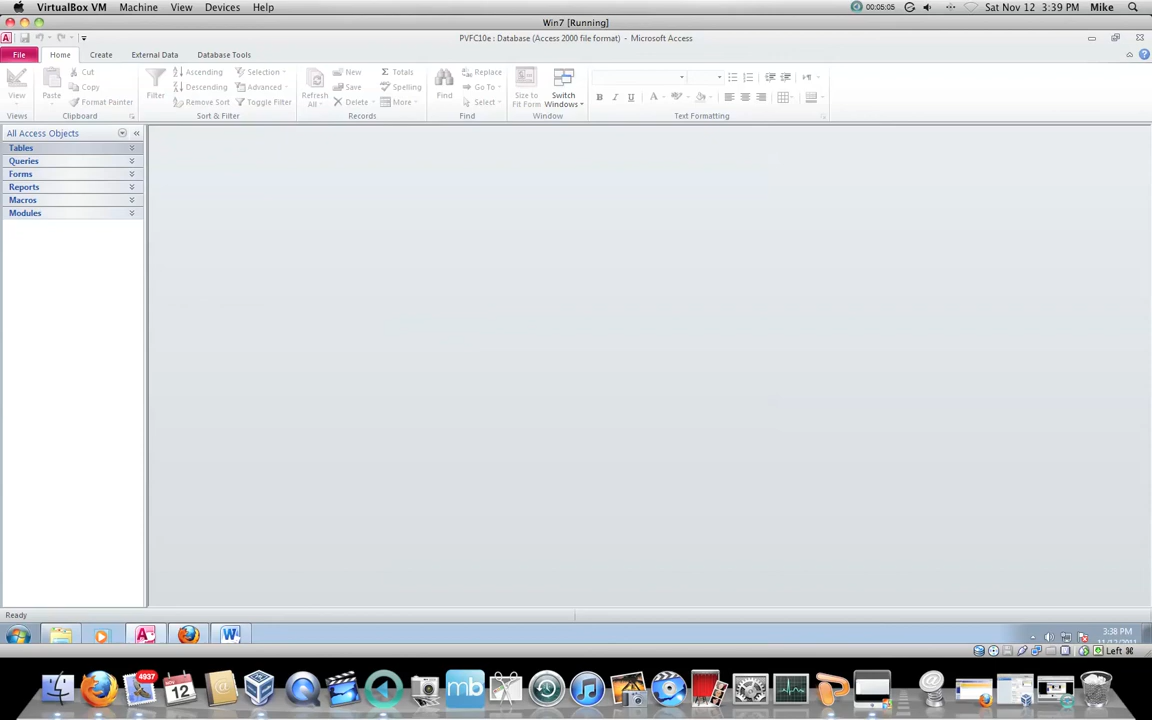 VirtualBox VM Machine View Devices Help 00:05:05 Sat Nov 12 3:39 PM Mike
Win7 [Running]
PVFC10e : Database (Access 2000 file format) - Microsoft Access
File Home Create External Data Database Tools
View
Views
Paste
Cut
Copy
Format Painter
Clipboard
Filter
Ascending
Descending
Remove Sort
Selection
Advanced
Toggle Filter
Sort & Filter
Refresh
All
New
Save
Delete
Totals
Spelling
More
Records
Find
Replace
Go To
Select
Find
Size to
Fit Form
Switch
Windows
Window
B I U A
Text Formatting
All Access Objects
Tables
Queries
Forms
Reports
Macros
Modules
Ready
3:38 PM
Left ⌘
4937
NOV
12
mb